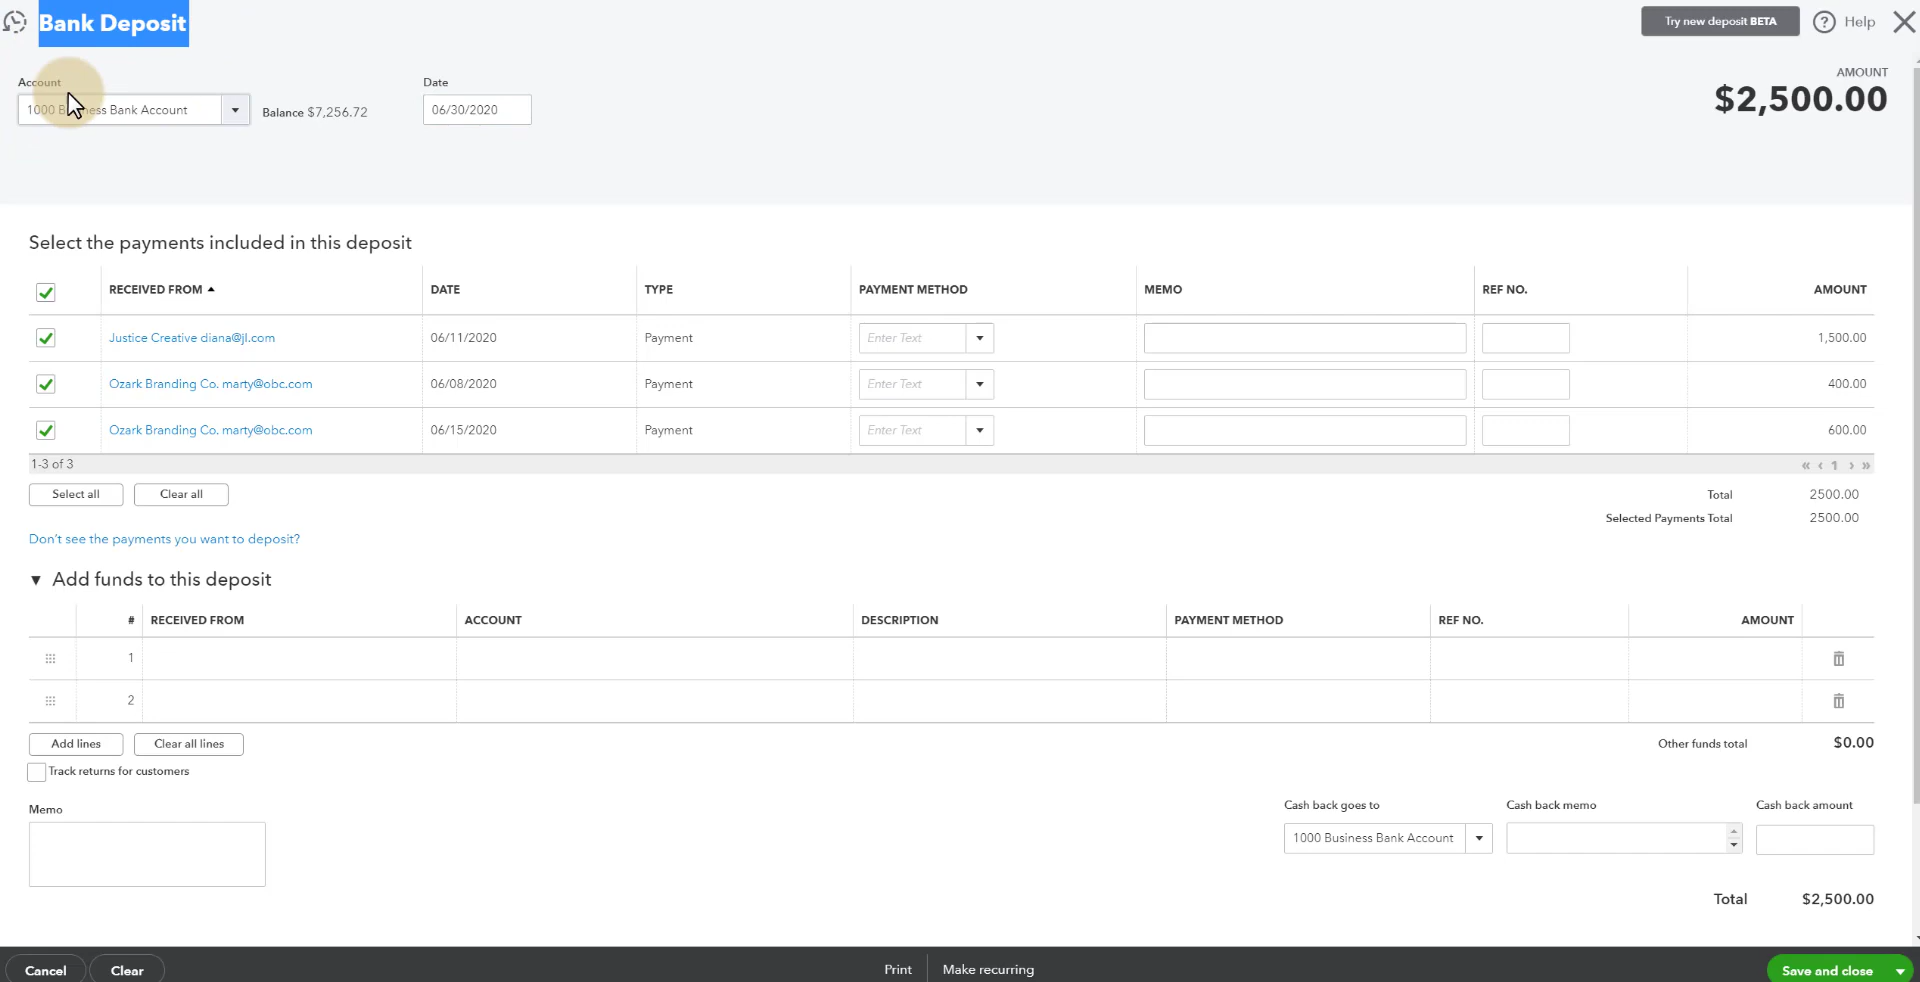 Bank Deposit
Try new deposit BETA
Help
Account
Date
AMOUNT
$2,500.00
1000 Business Bank Account
Balance $7,256.72
06/30/2020
Select the payments included in this deposit
RECEIVED FROM DATE TYPE PAYMENT METHOD MEMO REF NO. AMOUNT
Justice Creative diana@jl.com 06/11/2020 Payment Enter Text 1,500.00
Ozark Branding Co. marty@obc.com 06/08/2020 Payment Enter Text 400.00
Ozark Branding Co. marty@obc.com 06/15/2020 Payment Enter Text 600.00
1-3 of 3 « ‹ 1 › »
Select all Clear all Total 2500.00
Selected Payments Total 2500.00
Don't see the payments you want to deposit?
Add funds to this deposit
# RECEIVED FROM ACCOUNT DESCRIPTION PAYMENT METHOD REF NO. AMOUNT
1
2
Add lines Clear all lines Other funds total $0.00
Track returns for customers
Memo
Cash back goes to Cash back memo Cash back amount
1000 Business Bank Account
Total $2,500.00
Cancel Clear Print Make recurring Save and close